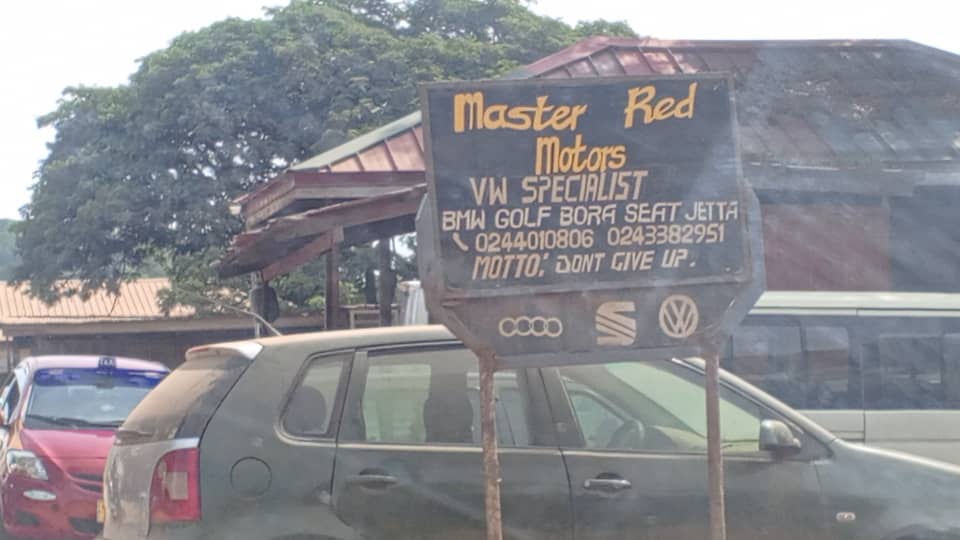 Master Red
Motors
VW SPECIALIST
BMW GOLF BORA SEAT JETTA
0244010806 0243382951
MOTTO: DONT GIVE UP.